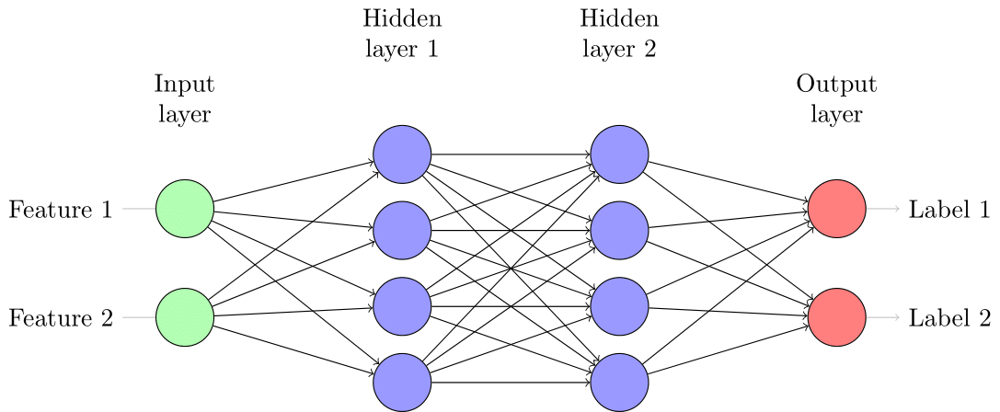 Hidden
layer 1
Hidden
layer 2
Input
layer
Output
layer
Feature 1
Label 1
Feature 2
Label 2